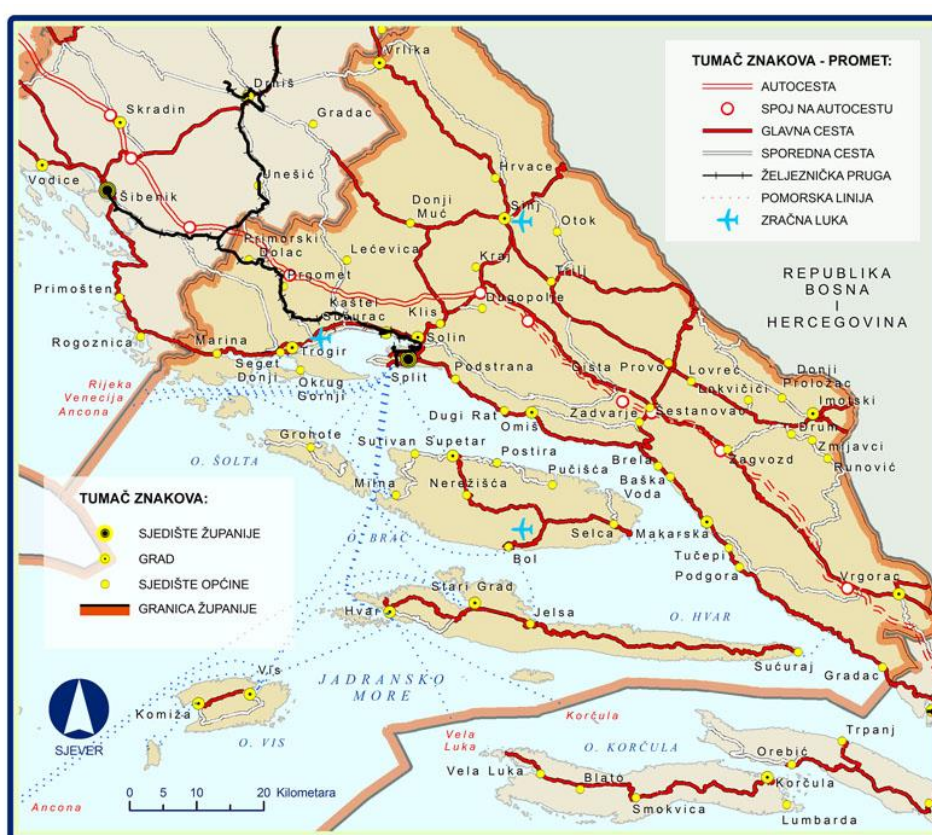 TUMAČ ZNAKOVA - PROMET:
AUTOCESTA
SPOJ NA AUTOCESTU
GLAVNA CESTA
SPOREDNA CESTA
ŽELJEZNIČKA PRUGA
POMORSKA LINIJA
ZRAČNA LUKA
Vrlika
Drniš
Skradin
Gradac
Hrvace
Vodice
Unešić
Šibenik
Donji
Muć
Sinj
Otok
Primorski
Dolac
Lećevica
Kraj
Trilj
REPUBLIKA
BOSNA
I
HERCEGOVINA
Primošten
Prgomet
Kaštel
Sućurac
Klis
Dugopolje
Rogoznica
Marina
Solin
Seget
Donji
Trogir
Okrug
Gornji
Split
Podstrana
Cista Provo
Lovreć
Lokvičići
Donji
Proložac
Imotski
Rijeka
Venecija
Ancona
Dugi Rat
Omiš
Zadvarje
Šestanovac
Drum
Zmijavci
Runović
Grohote
O. ŠOLTA
Sutivan
Supetar
Postira
Pučišća
Brela
Baška
Voda
Zagvozd
TUMAČ ZNAKOVA:
SJEDIŠTE ŽUPANIJE
GRAD
SJEDIŠTE OPĆINE
GRANICA ŽUPANIJE
Milna
Nerežišća
O. BRAČ
Selca
Makarska
Bol
Tučepi
Podgora
Stari Grad
Hvar
Jelsa
O. HVAR
Vrgorac
Sućuraj
Gradac
Vis
Komiža
JADRANSKO
MORE
O. VIS
SJEVER
Korčula
Vela
Luka
O. KORČULA
Trpanj
Orebić
Vela Luka
Blato
Korčula
Smokvica
Lumbarda
Ancona
0 10 20 Kilometara